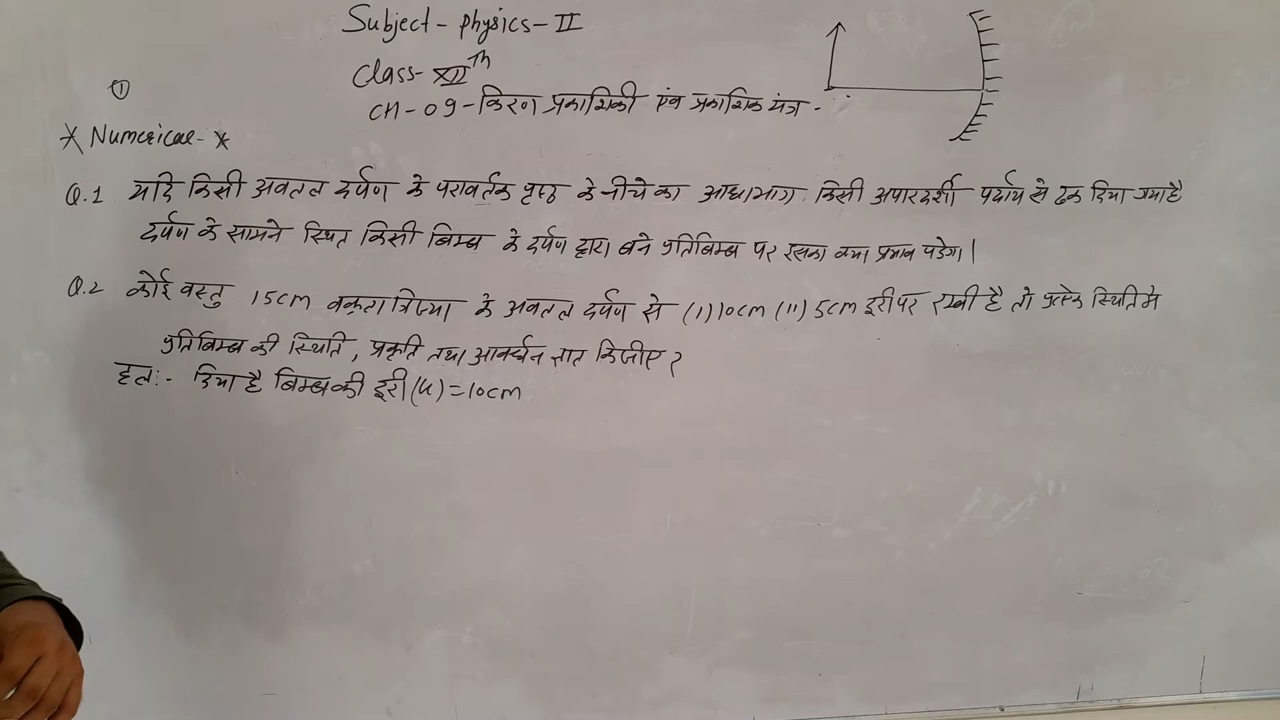 Subject - Physics - II
Class - XII th
CH - 09 - किरण प्रकाशिकी एवं प्रकाशिक यंत्र -
①
* Numerical - *
Q.1 यदि किसी अवतल दर्पण के परावर्तक पृष्ठ के नीचे का आधाभाग किसी अपारदर्शी पदार्थ से ढक दिया गया है
दर्पण के सामने स्थित किसी बिम्ब के दर्पण द्वारा बने प्रतिबिम्ब पर इसका क्या प्रभाव पडेगा।
Q.2 कोई वस्तु 15cm वक्रता त्रिज्या के अवतल दर्पण से (I) 10cm (II) 5cm दूरी पर रखी है तो प्रत्येक स्थिति मे
प्रतिबिम्ब की स्थिति, प्रकृति तथा आवर्धन ज्ञात किजीए?
हल :- दिया है बिम्ब की दूरी (u) = 10cm